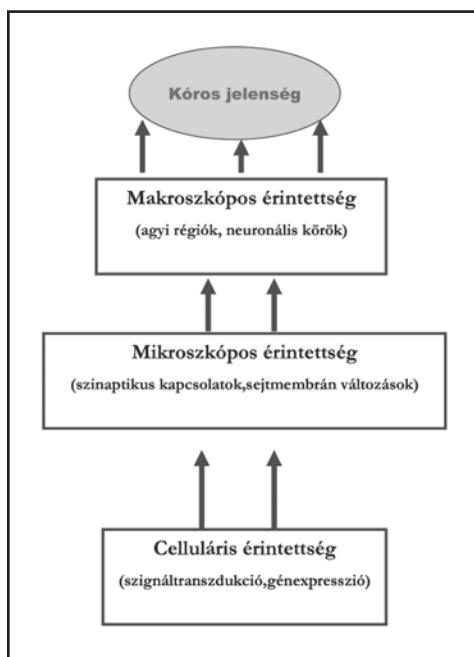 Kóros jelenség
Makroszkópos érintettség
(agyi régiók, neuronális körök)
Mikroszkópos érintettség
(szinaptikus kapcsolatok,sejtmembrán változások)
Celluláris érintettség
(szignáltranszdukció,génexpresszió)